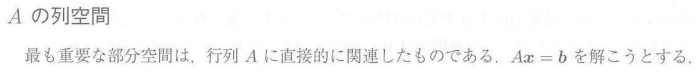 A の列空間
最も重要な部分空間は，行列 A に直接的に関連したものである．Ax = b を解こうとする．